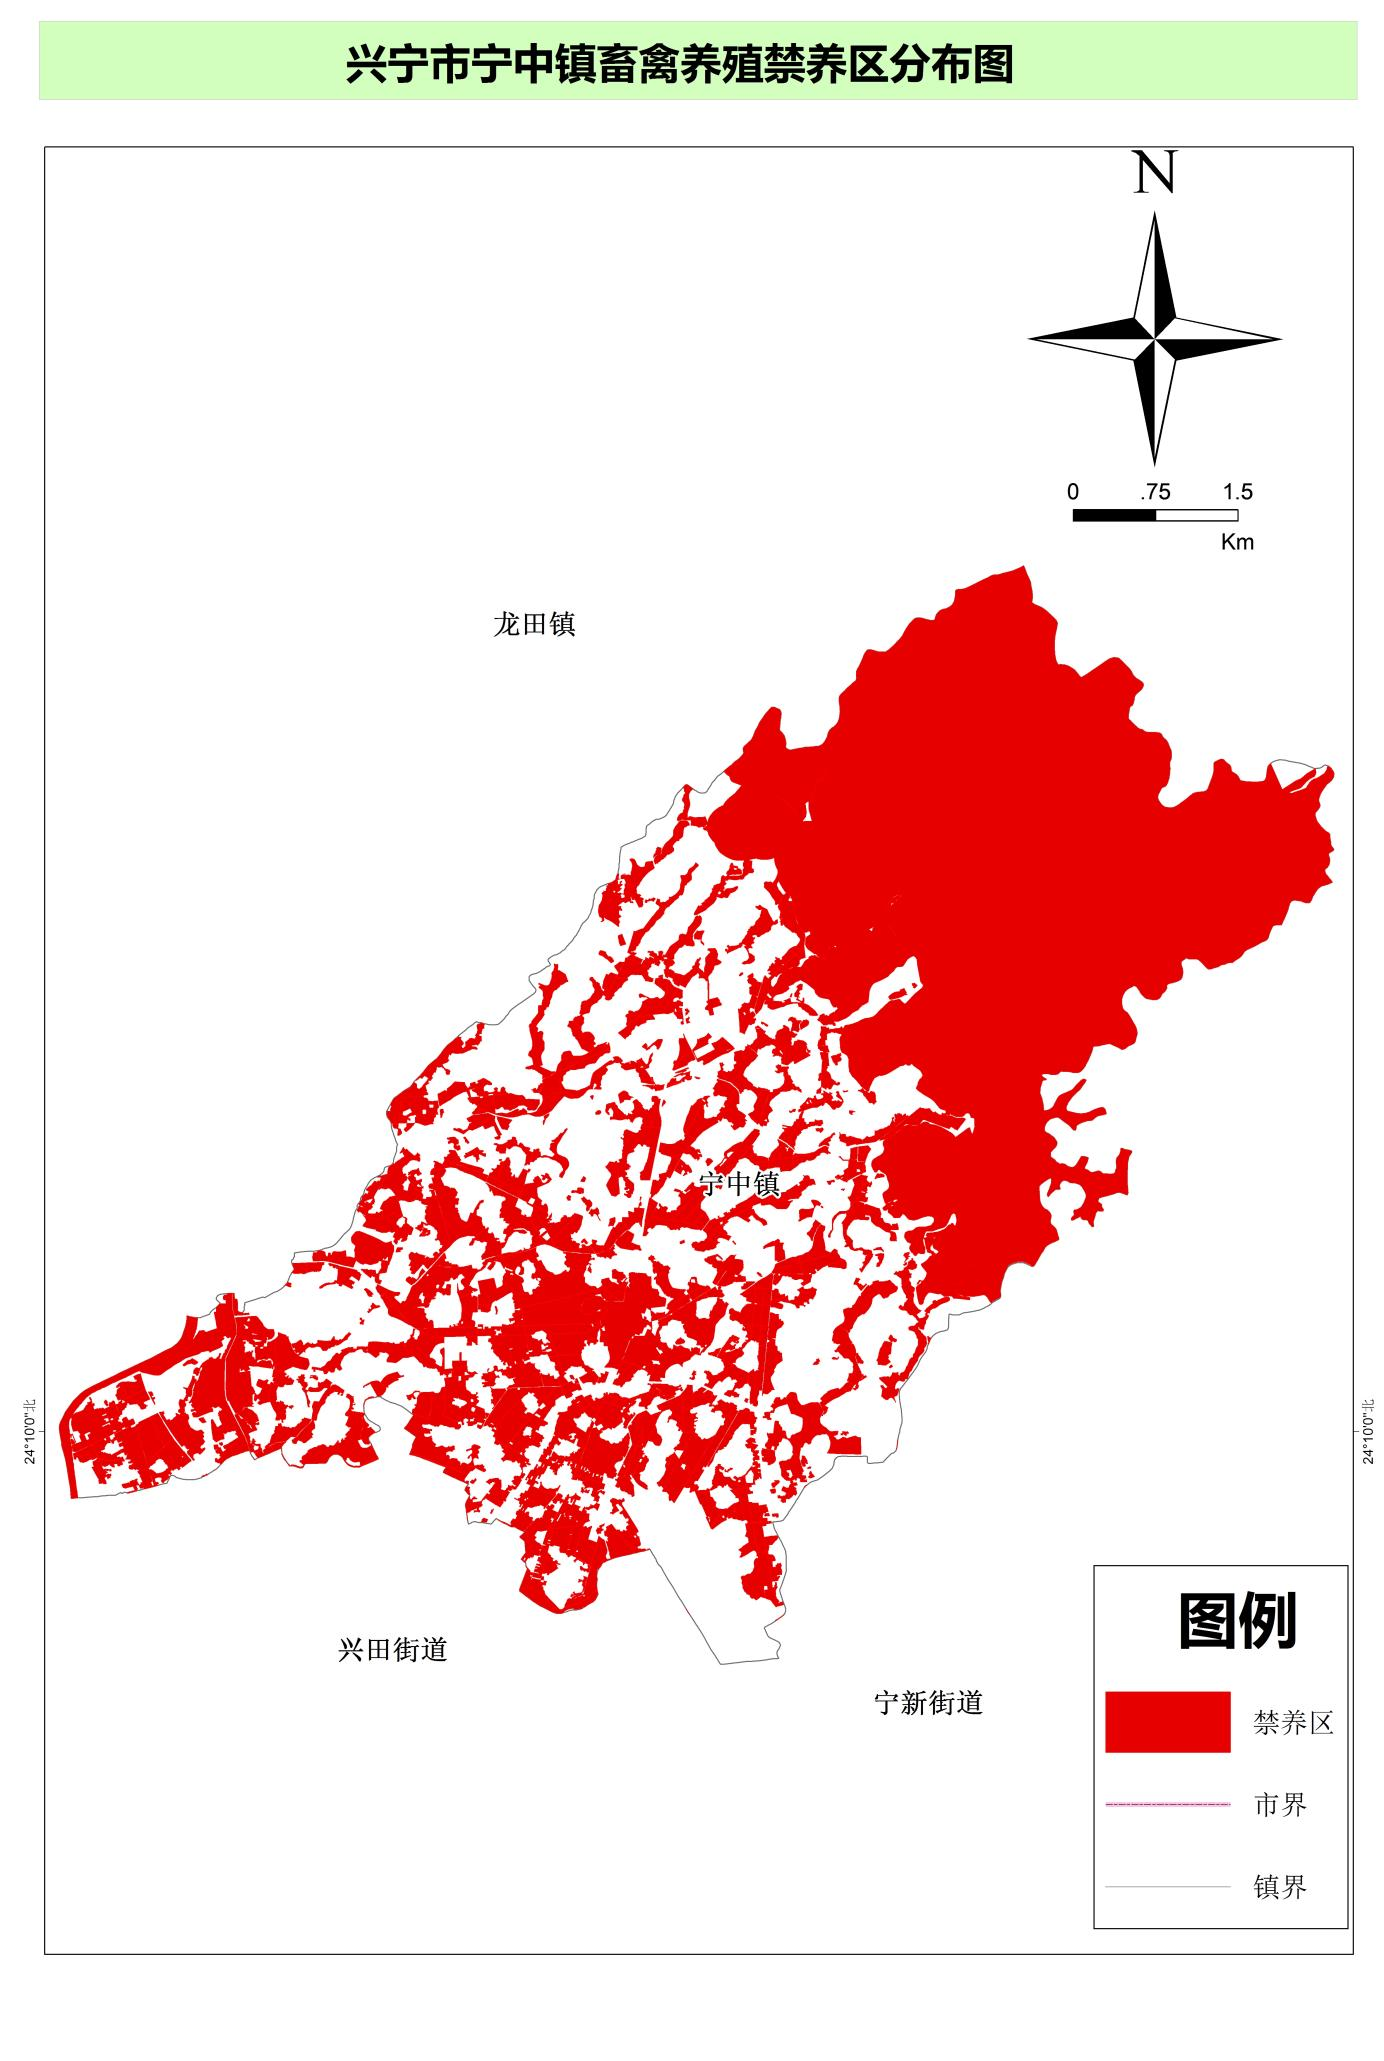 兴宁市宁中镇畜禽养殖禁养区分布图
N
0 .75 1.5
Km
龙田镇
宁中镇
24°10'0"北
24°10'0"北
兴田街道
宁新街道
图例
禁养区
市界
镇界